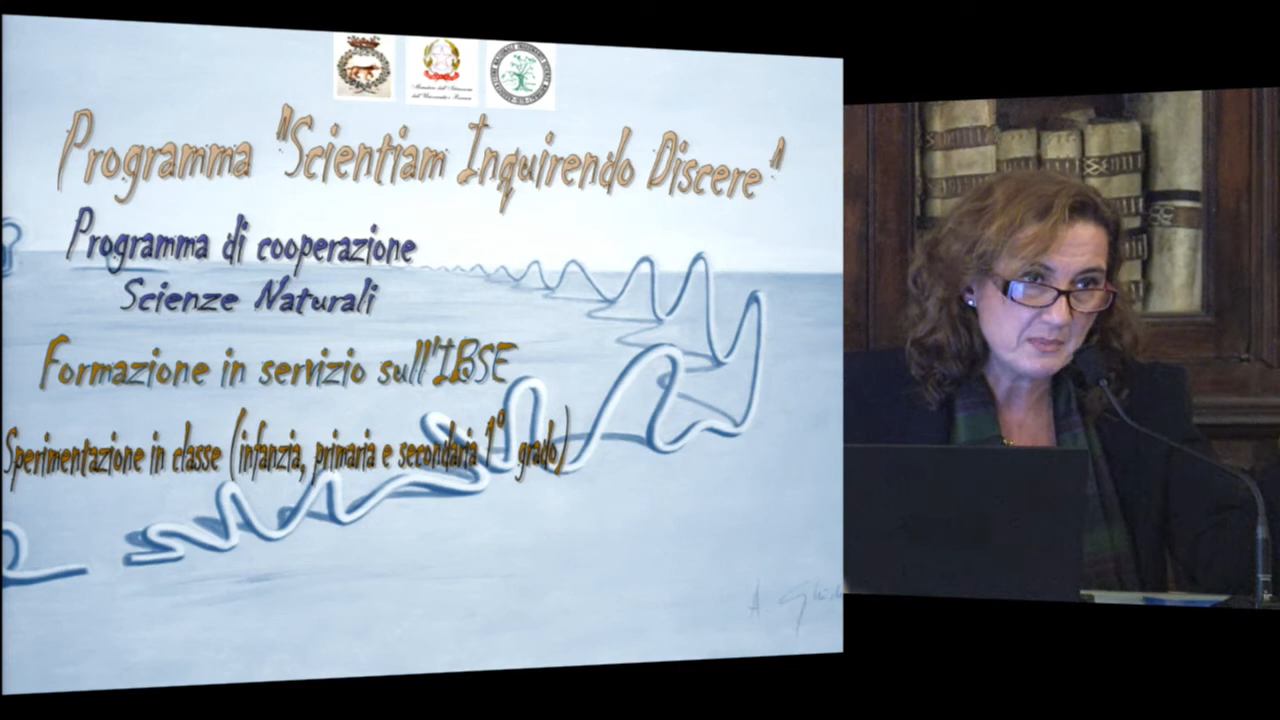 Programma "Scientiam Inquirendo Discere"
Programma di cooperazione
Scienze Naturali
Formazione in servizio sull'IBSE
Sperimentazione in classe (infanzia, primaria e secondaria 1° grado)